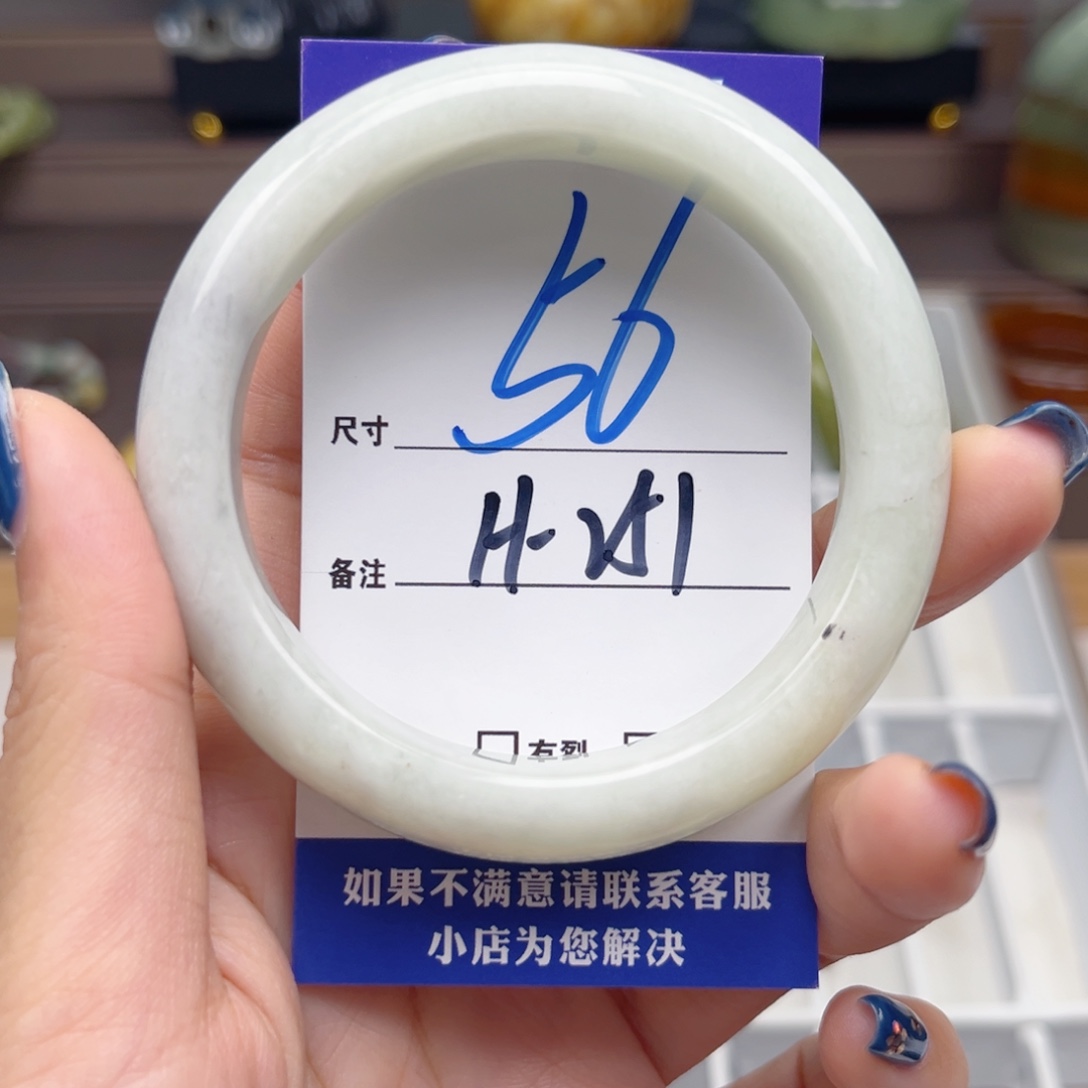 尺寸 56
备注 H-251
有裂
如果不满意请联系客服
小店为您解决